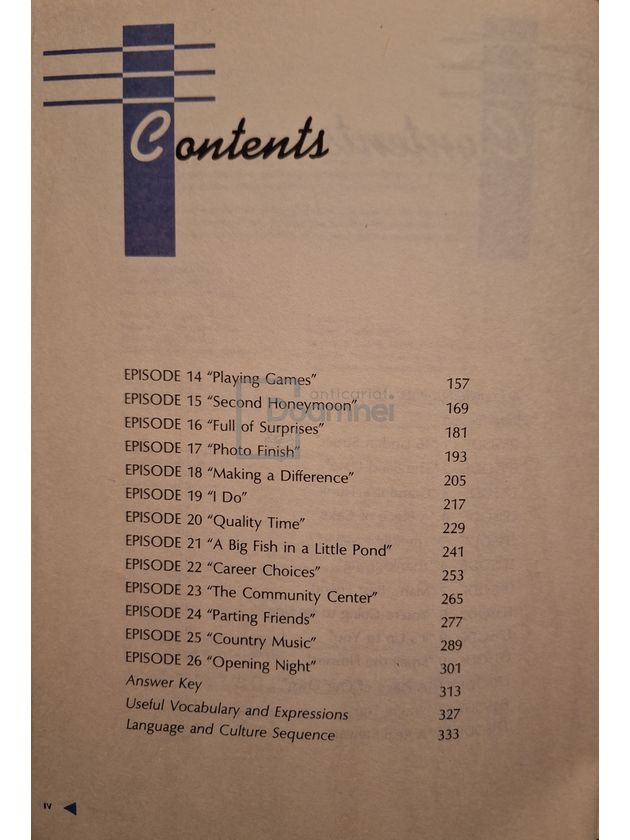 Contents
EPISODE 14 "Playing Games" 157
EPISODE 15 "Second Honeymoon" 169
EPISODE 16 "Full of Surprises" 181
EPISODE 17 "Photo Finish" 193
EPISODE 18 "Making a Difference" 205
EPISODE 19 "I Do" 217
EPISODE 20 "Quality Time" 229
EPISODE 21 "A Big Fish in a Little Pond" 241
EPISODE 22 "Career Choices" 253
EPISODE 23 "The Community Center" 265
EPISODE 24 "Parting Friends" 277
EPISODE 25 "Country Music" 289
EPISODE 26 "Opening Night" 301
Answer Key 313
Useful Vocabulary and Expressions 327
Language and Culture Sequence 333
IV
anticariat